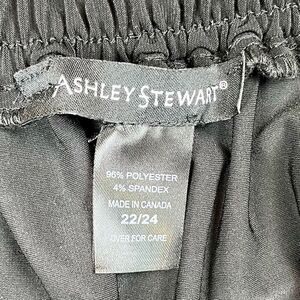 ASHLEY STEWART®
96% POLYESTER
4% SPANDEX
MADE IN CANADA
22/24
OVER FOR CARE